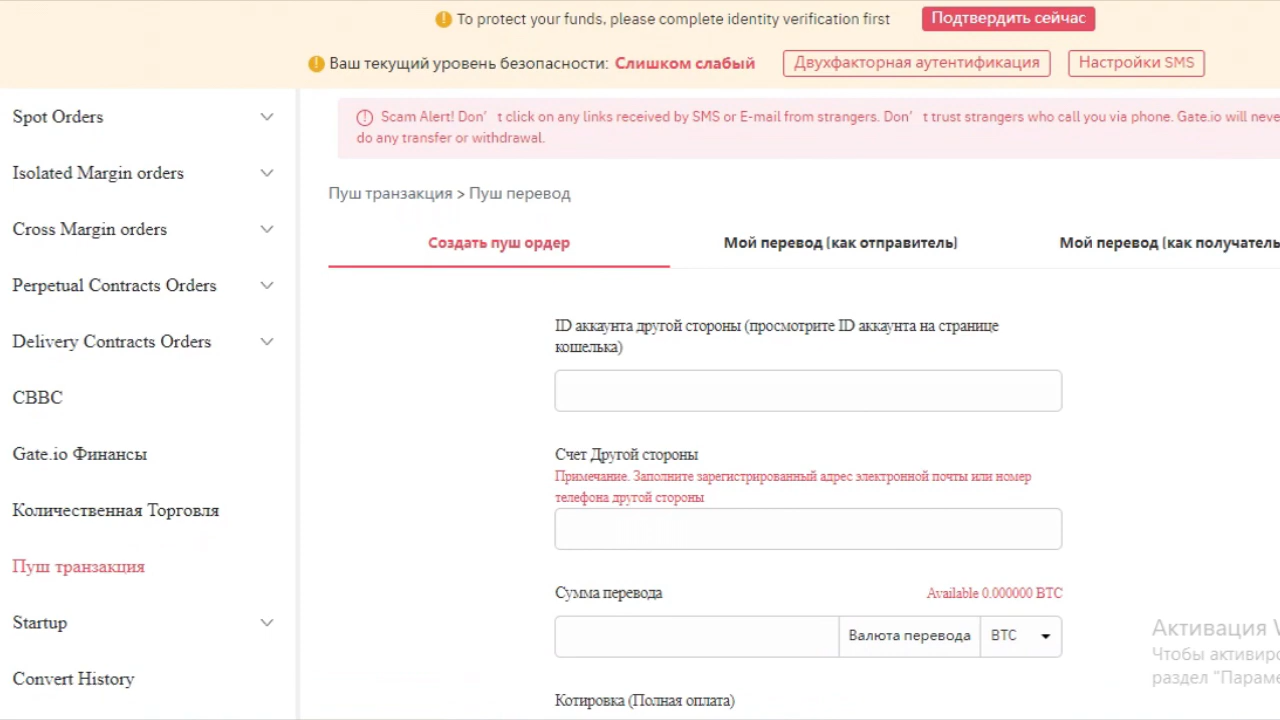 To protect your funds, please complete identity verification first Подтвердить сейчас
Ваш текущий уровень безопасности: Слишком слабый Двухфакторная аутентификация Настройки SMS
Spot Orders
Isolated Margin orders
Cross Margin orders
Perpetual Contracts Orders
Delivery Contracts Orders
CBBC
Gate.io Финансы
Количественная Торговля
Пуш транзакция
Startup
Convert History
Scam Alert! Don't click on any links received by SMS or E-mail from strangers. Don't trust strangers who call you via phone. Gate.io will neve
do any transfer or withdrawal.
Пуш транзакция > Пуш перевод
Создать пуш ордер Мой перевод (как отправитель) Мой перевод (как получатель
ID аккаунта другой стороны (просмотрите ID аккаунта на странице
кошелька)
Счет Другой стороны
Примечание. Заполните зарегистрированный адрес электронной почты или номер
телефона другой стороны
Сумма перевода Available 0.000000 BTC
Валюта перевода BTC
Котировка (Полная оплата)
Активация
Чтобы активиро
раздел "Параме